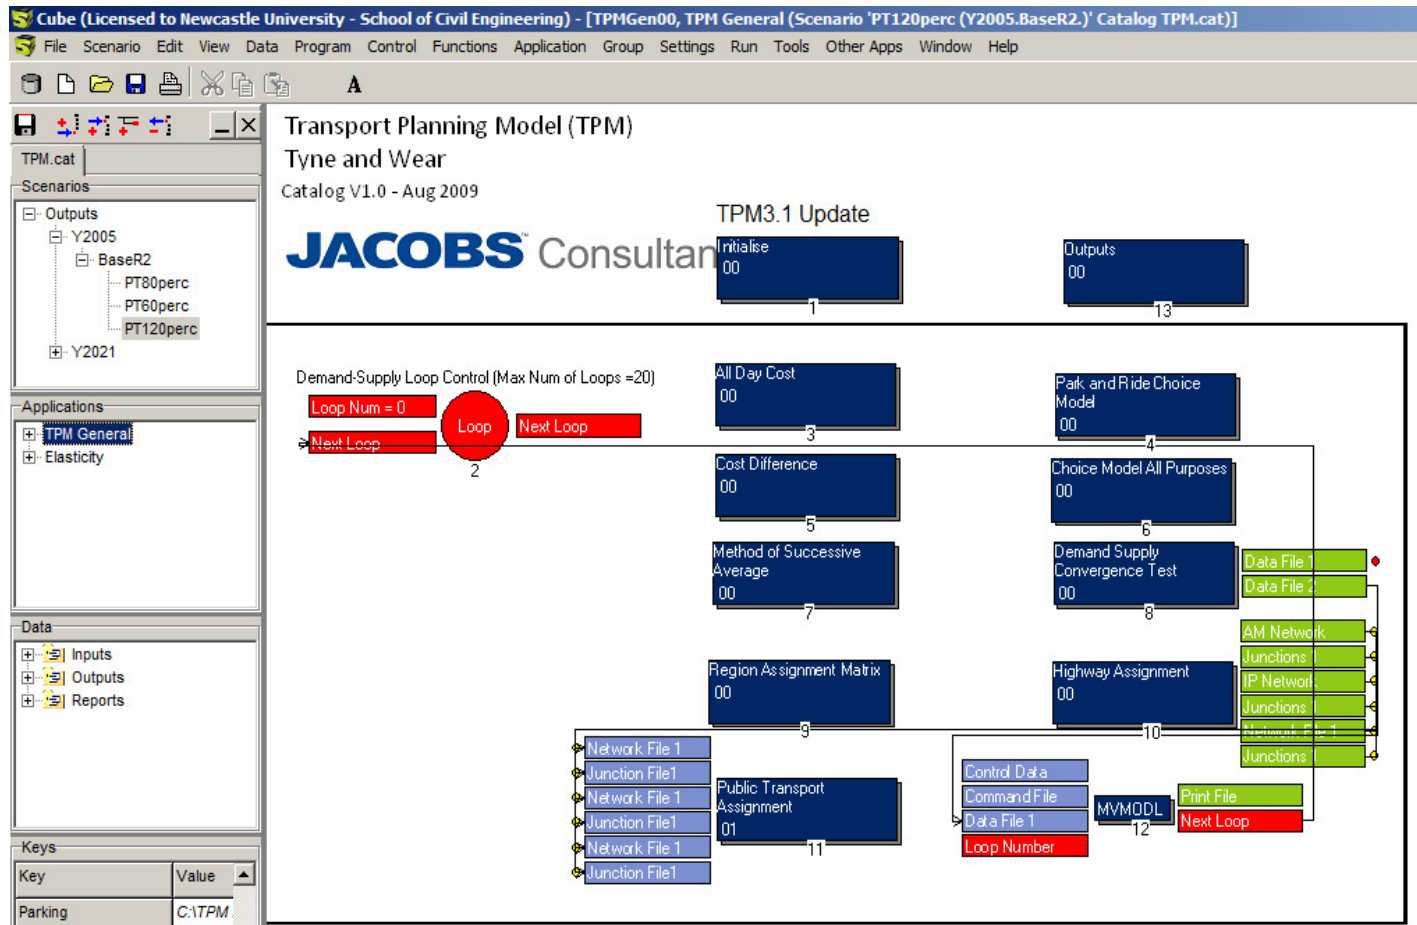 Cube (Licensed to Newcastle University - School of Civil Engineering) - [TPMGen00, TPM General (Scenario 'PT120perc (Y2005.BaseR2.)' Catalog TPM.cat)]
File Scenario Edit View Data Program Control Functions Application Group Settings Run Tools Other Apps Window Help
A
TPM.cat
Scenarios
Outputs
Y2005
BaseR2
PT80perc
PT60perc
PT120perc
Y2021
Applications
TPM General
Elasticity
Data
Inputs
Outputs
Reports
Keys
Key Value
Parking C:\TPM
Transport Planning Model (TPM)
Tyne and Wear
Catalog V1.0 - Aug 2009
TPM3.1 Update
JACOBS Consultan
Initialise
00
1
Outputs
00
13
Demand-Supply Loop Control (Max Num of Loops =20)
Loop Num = 0
Next Loop
Loop
2
Next Loop
All Day Cost
00
3
Park and Ride Choice
Model
00
4
Cost Difference
00
5
Choice Model All Purposes
00
6
Method of Successive
Average
00
7
Demand Supply
Convergence Test
00
8
Data File 1
Data File 2
Region Assignment Matrix
00
9
Highway Assignment
00
10
AM Network
Junctions 1
IP Network
Junctions 1
Network File 1
Junctions 1
Network File 1
Junction File1
Network File 1
Junction File1
Network File 1
Junction File1
Public Transport
Assignment
01
11
Control Data
Command File
Data File 1
Loop Number
MVMODL
12
Print File
Next Loop